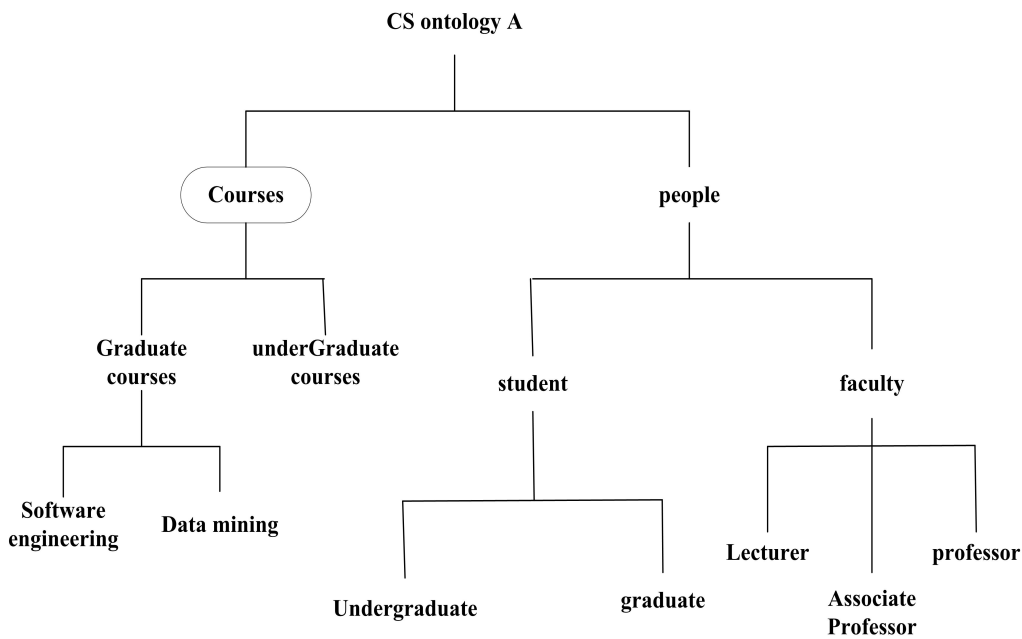 CS ontology A
Courses
people
Graduate
courses
underGraduate
courses
student
faculty
Software
engineering
Data mining
Undergraduate
graduate
Lecturer
Associate
Professor
professor